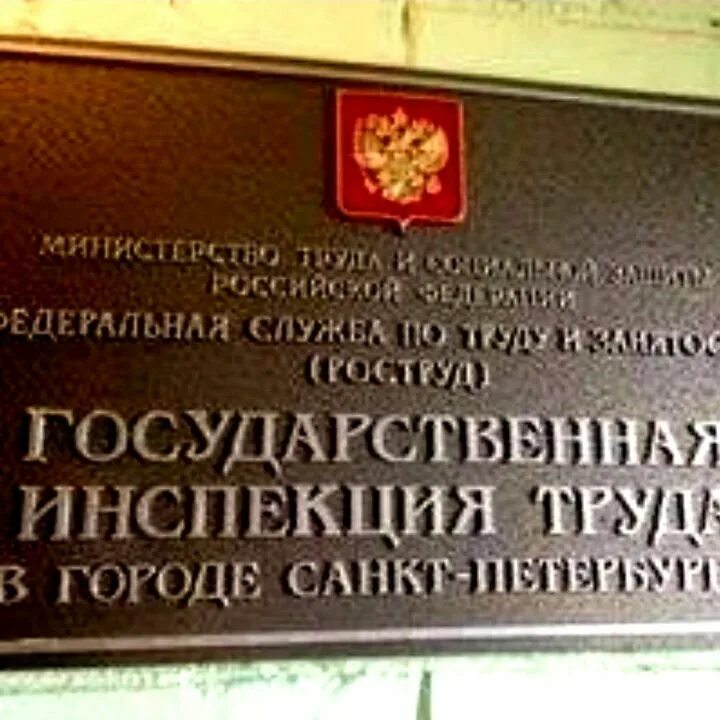 МИНИСТЕРСТВО ТРУДА И СОЦИАЛЬНОЙ ЗАЩИТЫ
РОССИЙСКОЙ ФЕДЕРАЦИИ
ФЕДЕРАЛЬНАЯ СЛУЖБА ПО ТРУДУ И ЗАНЯТОС
(РОСТРУД)
ГОСУДАРСТВЕННАЯ
ИНСПЕКЦИЯ ТРУДА
В ГОРОДЕ САНКТ-ПЕТЕРБУРГ